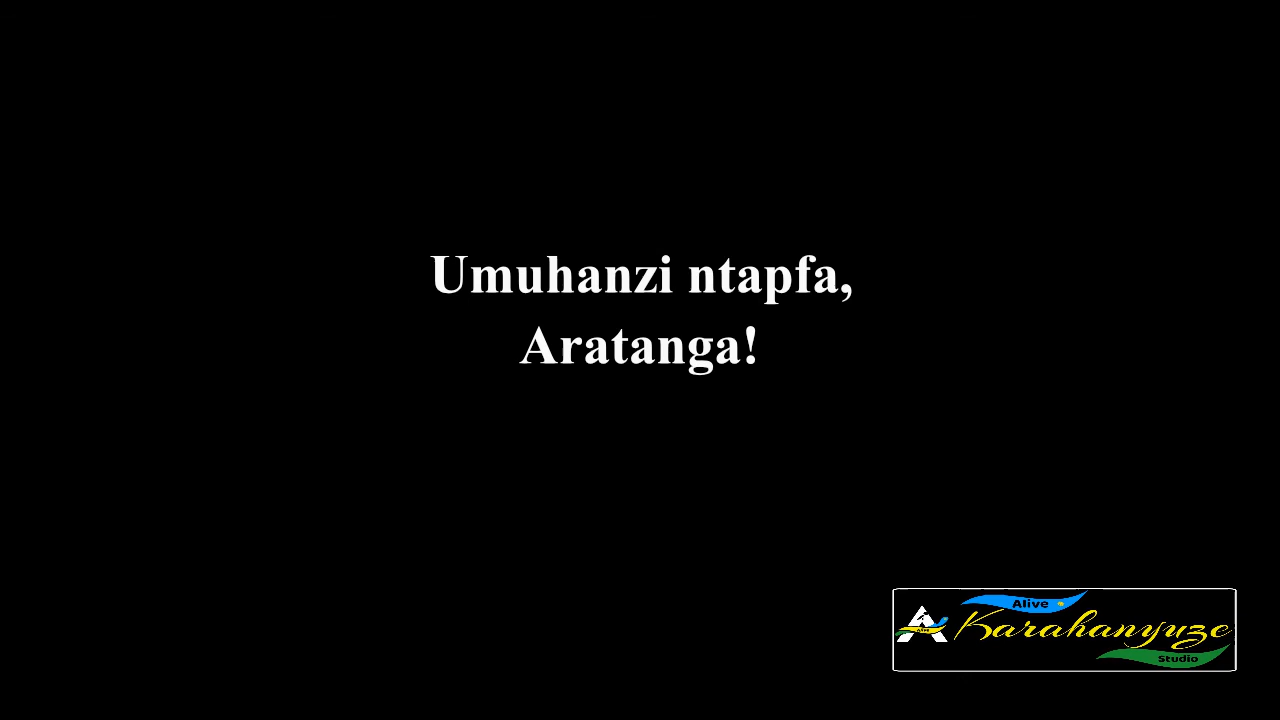 Umuhanzi ntapfa,
Aratanga!
Alive
Karahanyuze
Studio